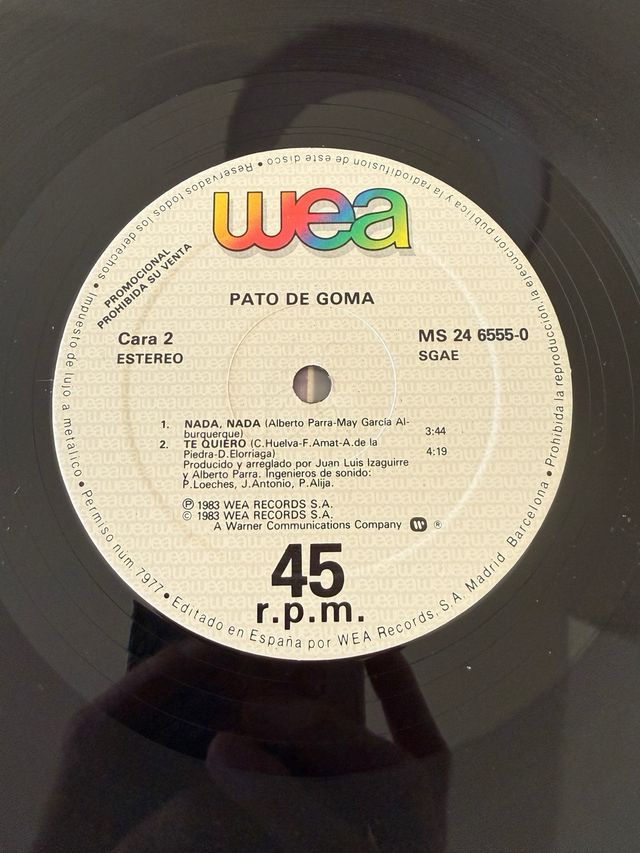 wea
PROMOCIONAL
PROHIBIDA SU VENTA
PATO DE GOMA
Cara 2
ESTEREO
MS 24 6555-0
SGAE
1. NADA, NADA (Alberto Parra-May García Al-
burquerque) 3:44
2. TE QUIERO (C.Huelva-F.Amat-A.de la
Piedra-D.Elorriaga) 4:19
Producido y arreglado por Juan Luis Izaguirre
y Alberto Parra. Ingenieros de sonido:
P.Loeches, J.Antonio, P.Alija.
Ⓟ 1983 WEA RECORDS S.A.
© 1983 WEA RECORDS S.A.
A Warner Communications Company ®
45
r.p.m.
Reservados todos los derechos • Impuesto de lujo a metálico • Permiso núm. 7977 • Editado en España por WEA Records, S.A. Madrid Barcelona • Prohibida la reproducción, la ejecución pública y la radiodifusión de este disco •